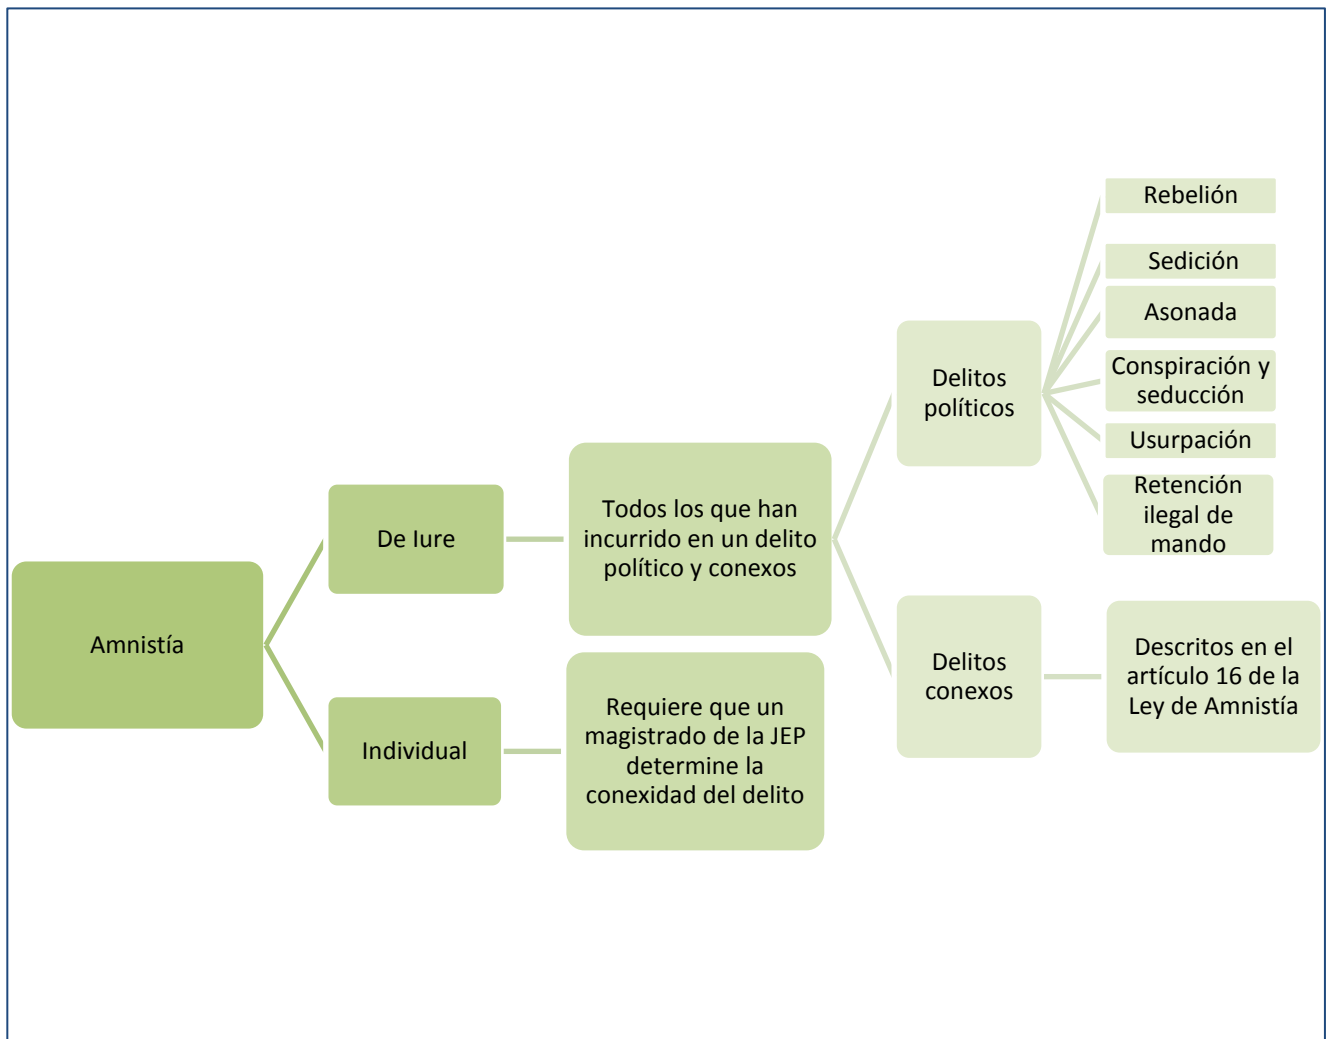 Amnistía
De Iure
Todos los que han
incurrido en un delito
político y conexos
Delitos
políticos
Rebelión
Sedición
Asonada
Conspiración y
seducción
Usurpación
Retención
ilegal de
mando
Delitos
conexos
Descritos en el
artículo 16 de la
Ley de Amnistía
Individual
Requiere que un
magistrado de la JEP
determine la
conexidad del delito